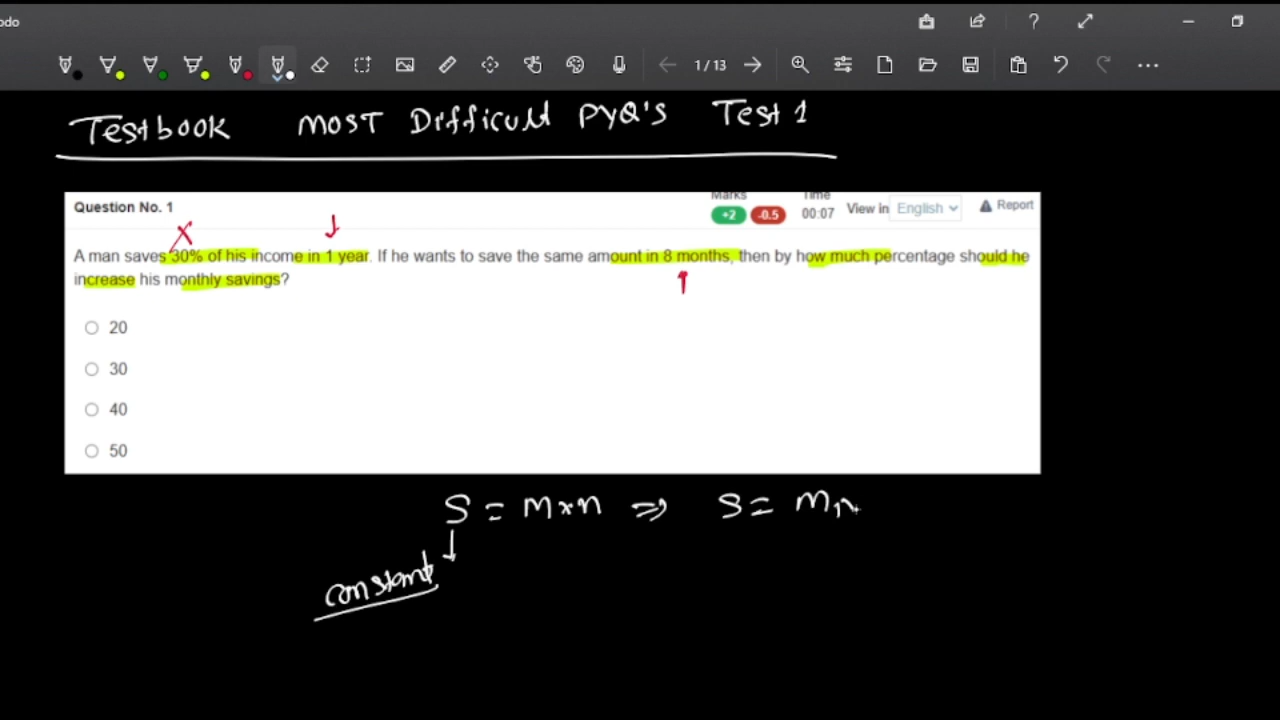 odo
1 / 13
Testbook MOST Difficult PYQ'S Test 1
Marks Time
Question No. 1 +2 -0.5 00:07 View in English Report
A man saves 30% of his income in 1 year. If he wants to save the same amount in 8 months, then by how much percentage should he
increase his monthly savings?
20
30
40
50
S = m×n => S = m
constant